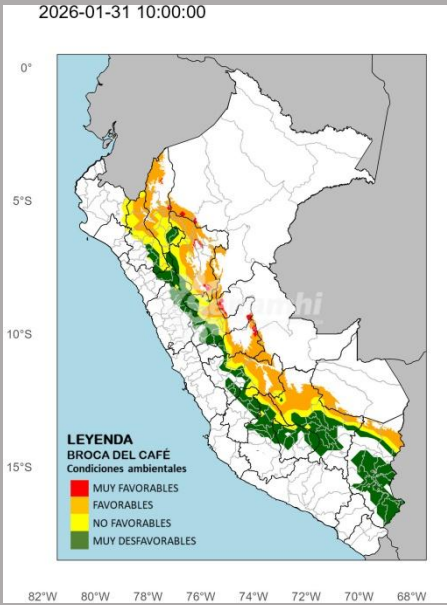 2026-01-31 10:00:00
0°
5°S
10°S
15°S
senamhi
LEYENDA
BROCA DEL CAFÉ
Condiciones ambientales
MUY FAVORABLES
FAVORABLES
NO FAVORABLES
MUY DESFAVORABLES
82°W 80°W 78°W 76°W 74°W 72°W 70°W 68°W